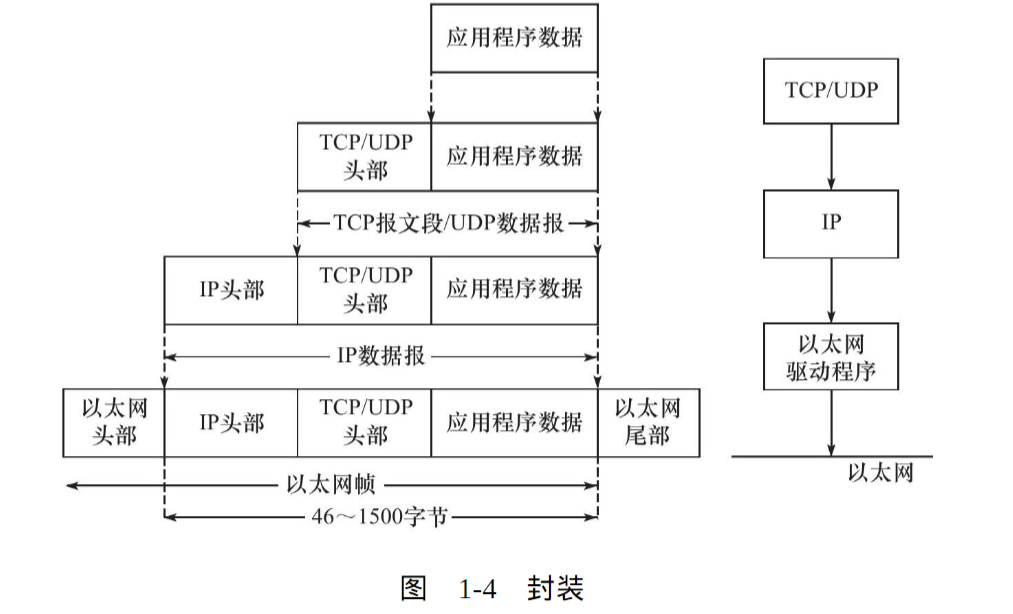 应用程序数据
TCP/UDP
头部
应用程序数据
TCP报文段/UDP数据报
IP头部
TCP/UDP
头部
应用程序数据
IP数据报
以太网
头部
IP头部
TCP/UDP
头部
应用程序数据
以太网
尾部
以太网帧
46～1500字节
TCP/UDP
IP
以太网
驱动程序
以太网
图 1-4 封装